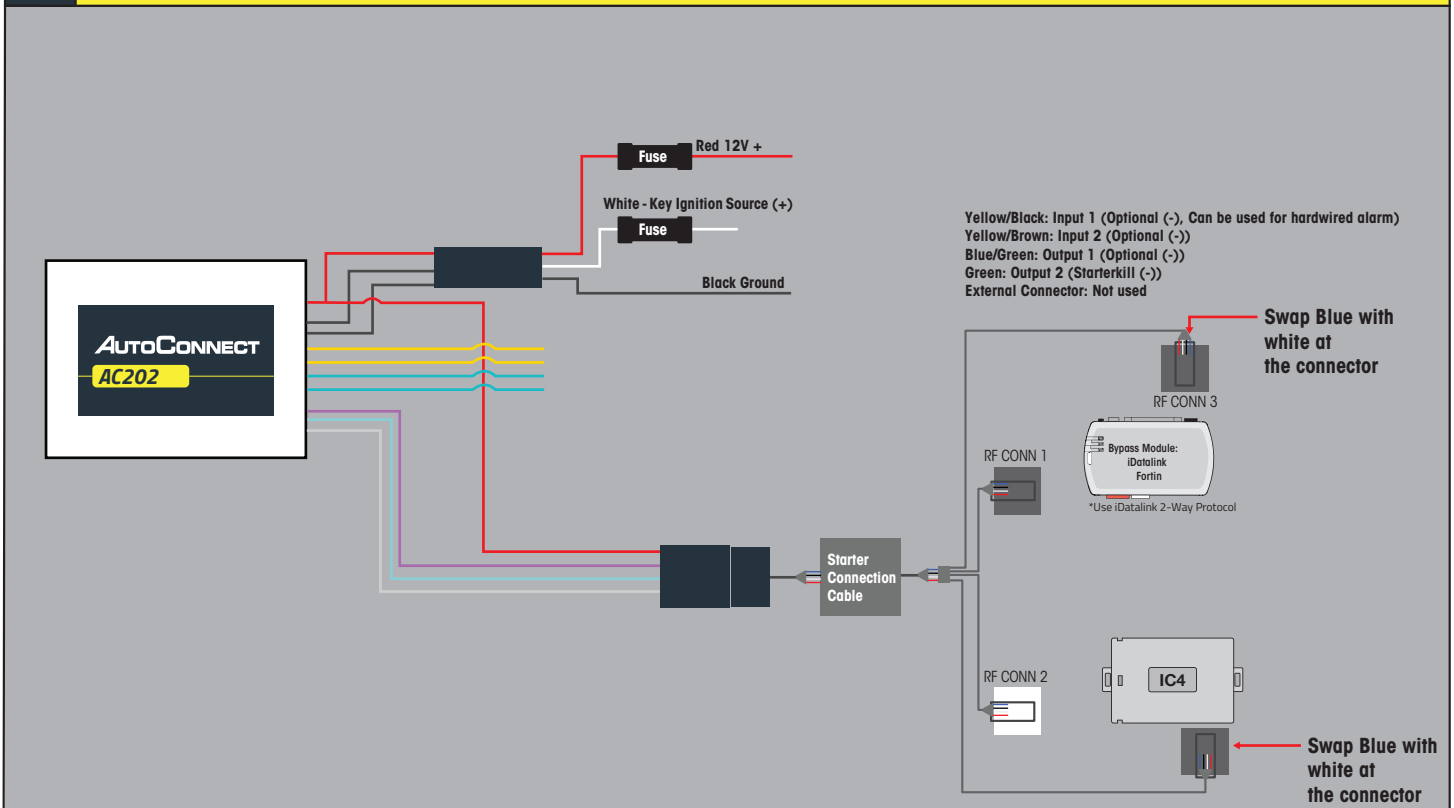 Red 12V +
Fuse
White - Key Ignition Source (+)
Fuse
Black Ground
Yellow/Black: Input 1 (Optional (-), Can be used for hardwired alarm)
Yellow/Brown: Input 2 (Optional (-))
Blue/Green: Output 1 (Optional (-))
Green: Output 2 (Starterkill (-))
External Connector: Not used
Swap Blue with
white at
the connector
AUTOCONNECT
AC202
RF CONN 3
Bypass Module:
iDatalink
Fortin
*Use iDatalink 2-Way Protocol
RF CONN 1
Starter
Connection
Cable
RF CONN 2
IC4
Swap Blue with
white at
the connector